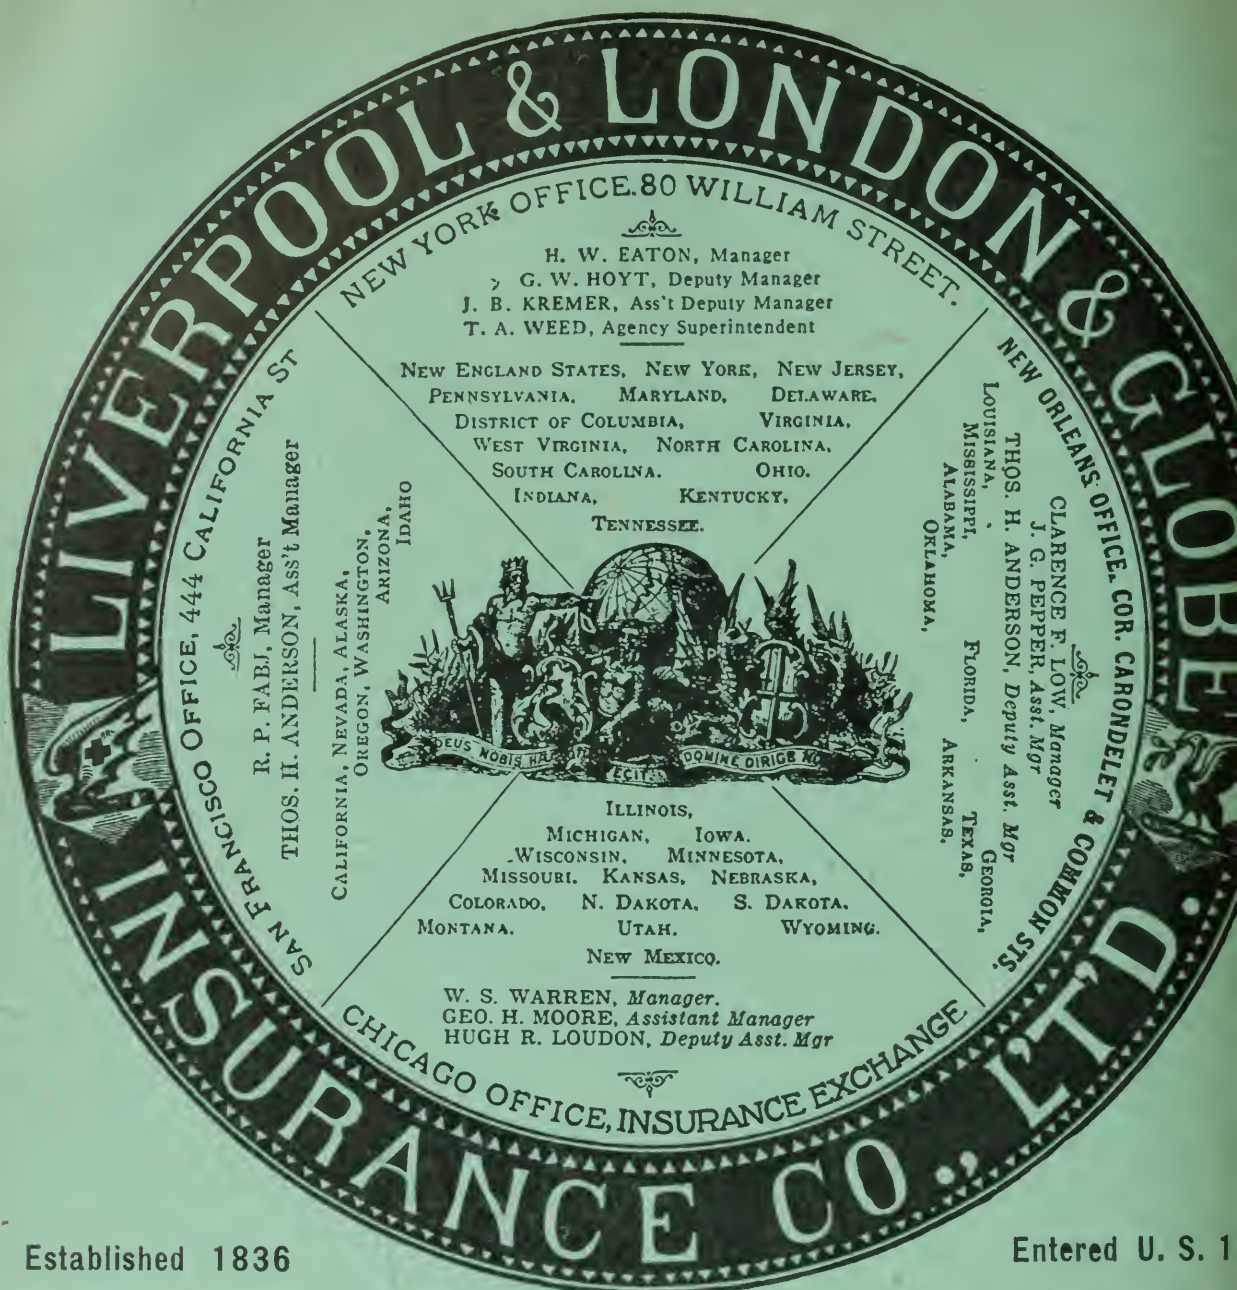 LIVERPOOL & LONDON & GLOBE
INSURANCE CO., L'T'D.
NEW YORK OFFICE. 80 WILLIAM STREET.
H. W. EATON, Manager
G. W. HOYT, Deputy Manager
J. B. KREMER, Ass't Deputy Manager
T. A. WEED, Agency Superintendent
NEW ENGLAND STATES, NEW YORK, NEW JERSEY,
PENNSYLVANIA. MARYLAND, DELAWARE.
DISTRICT OF COLUMBIA, VIRGINIA,
WEST VIRGINIA, NORTH CAROLINA.
SOUTH CAROLINA. OHIO.
INDIANA, KENTUCKY,
TENNESSEE.
SAN FRANCISCO OFFICE, 444 CALIFORNIA ST
R. P. FABJ, Manager
THOS. H. ANDERSON, Ass't Manager
CALIFORNIA, NEVADA, ALASKA,
OREGON, WASHINGTON,
ARIZONA,
IDAHO
NEW ORLEANS OFFICE. COR. CARONDELET & COMMON STS.
CLARENCE F. LOW, Manager
J. G. PEPPER, Asst. Mgr
THOS. H. ANDERSON, Deputy Asst. Mgr
LOUISIANA, GEORGIA,
MISSISSIPPI, FLORIDA, TEXAS,
ALABAMA, ARKANSAS.
OKLAHOMA,
DEUS NOBIS HÆC FECIT DOMINE DIRIGE
ILLINOIS,
MICHIGAN, IOWA.
WISCONSIN, MINNESOTA,
MISSOURI. KANSAS, NEBRASKA,
COLORADO, N. DAKOTA. S. DAKOTA.
MONTANA. UTAH. WYOMING.
NEW MEXICO.
W. S. WARREN, Manager.
GEO. H. MOORE, Assistant Manager
HUGH R. LOUDON, Deputy Asst. Mgr
CHICAGO OFFICE, INSURANCE EXCHANGE
Established 1836
Entered U. S. 1